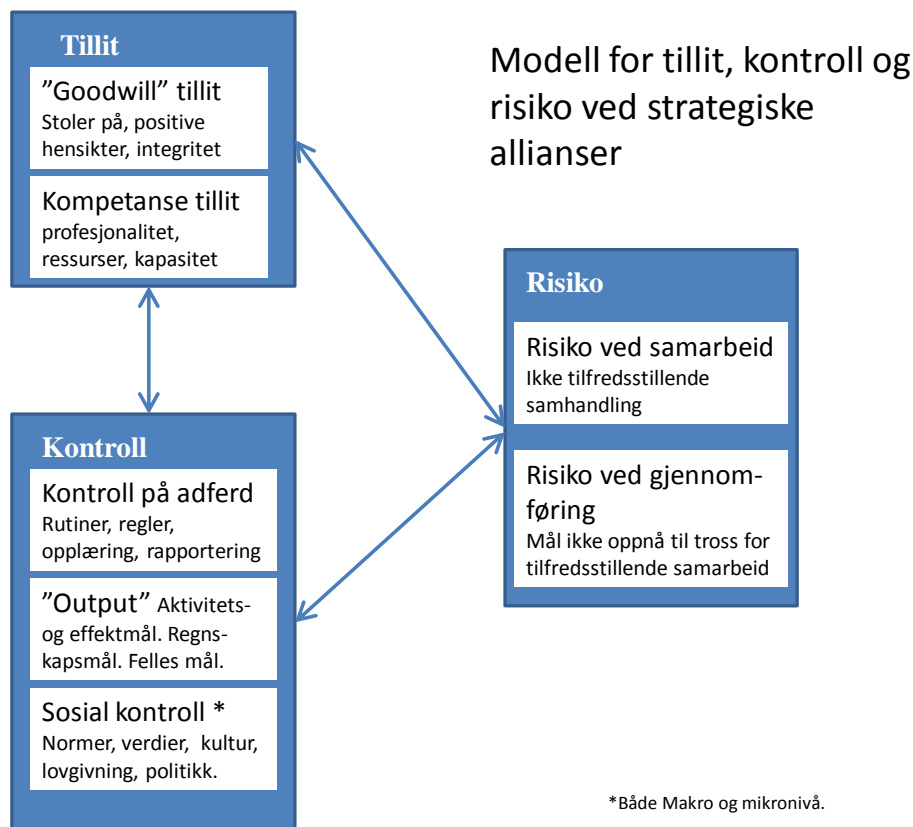 Tillit
”Goodwill” tillit
Stoler på, positive
hensikter, integritet
Kompetanse tillit
profesjonalitet,
ressurser, kapasitet
Modell for tillit, kontroll og
risiko ved strategiske
allianser
Risiko
Risiko ved samarbeid
Ikke tilfredsstillende
samhandling
Risiko ved gjennom-
føring
Mål ikke oppnå til tross for
tilfredsstillende samarbeid
Kontroll
Kontroll på adferd
Rutiner, regler,
opplæring, rapportering
”Output” Aktivitets-
og effektmål. Regns-
kapsmål. Felles mål.
Sosial kontroll *
Normer, verdier, kultur,
lovgivning, politikk.
*Både Makro og mikronivå.